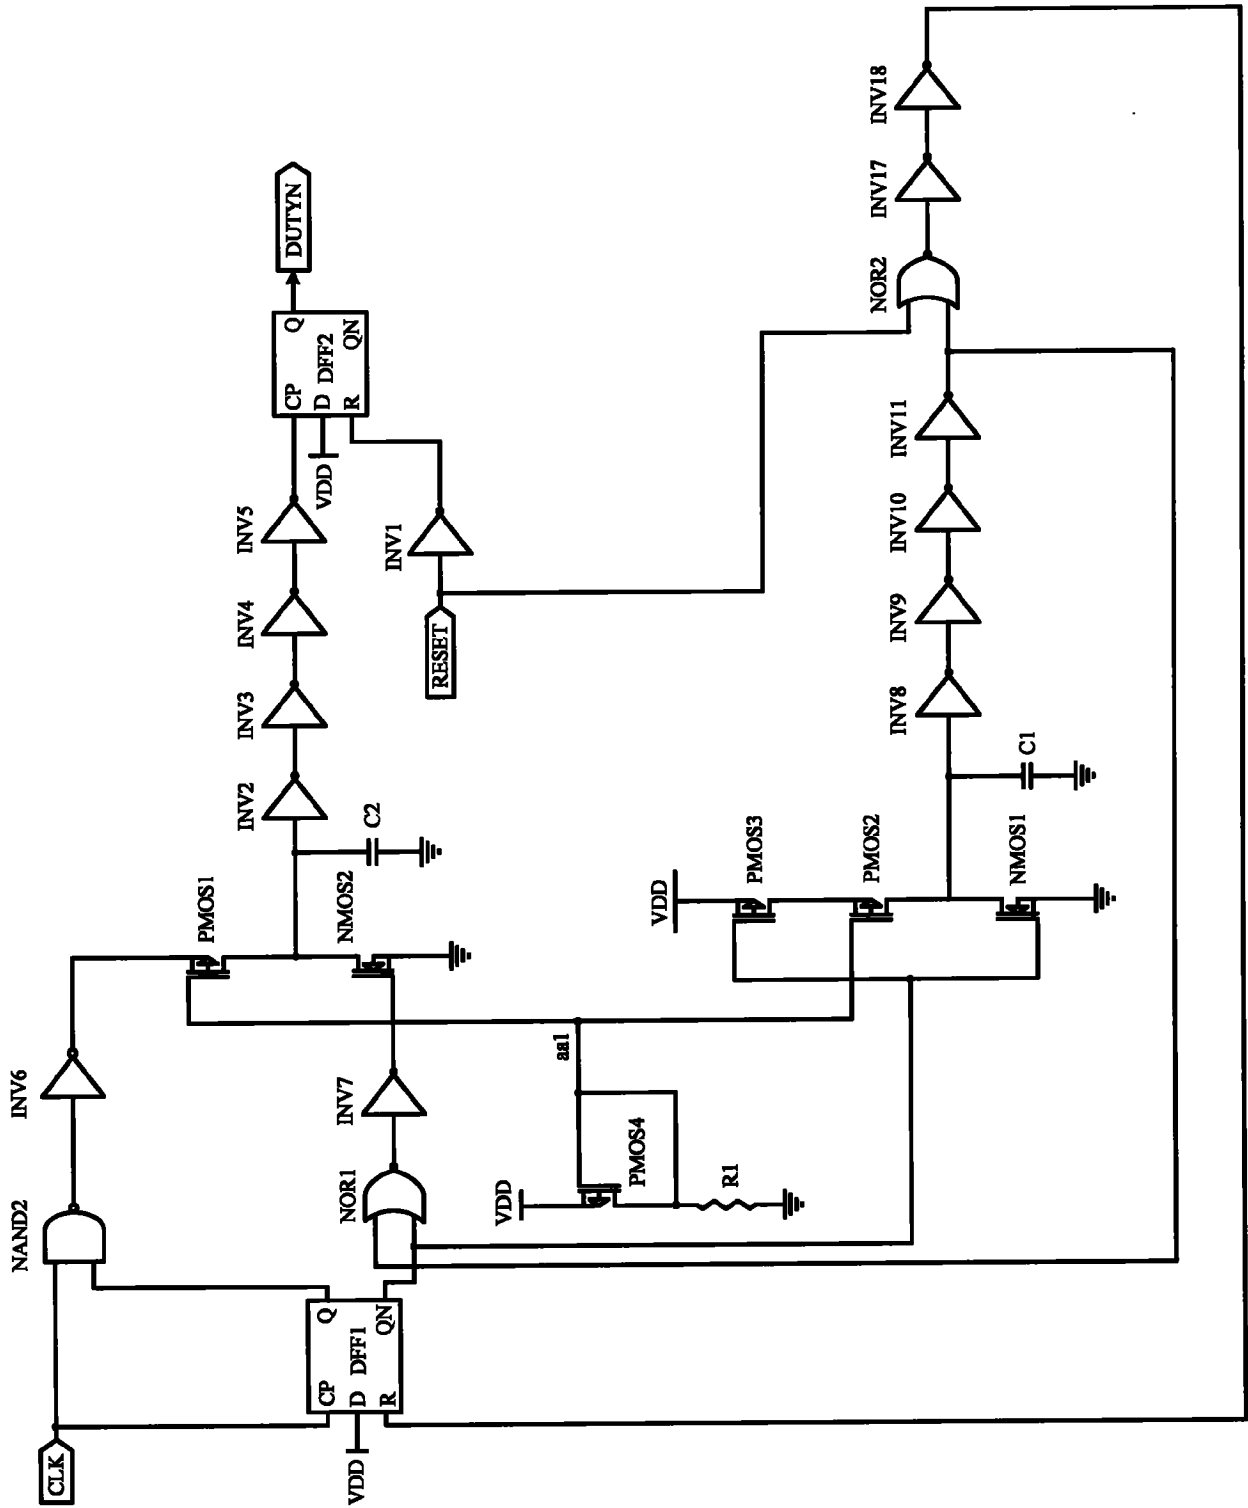 CLK
NAND2
INV6
VDD
CP
D
R
DFF1
Q
QN
NOR1
INV7
PMOS1
NMOS2
C2
INV2
INV3
INV4
INV5
VDD
CP
D
R
DFF2
Q
QN
DUTYN
RESET
INV1
VDD
PMOS4
R1
aa1
VDD
PMOS3
PMOS2
NMOS1
C1
INV8
INV9
INV10
INV11
NOR2
INV17
INV18